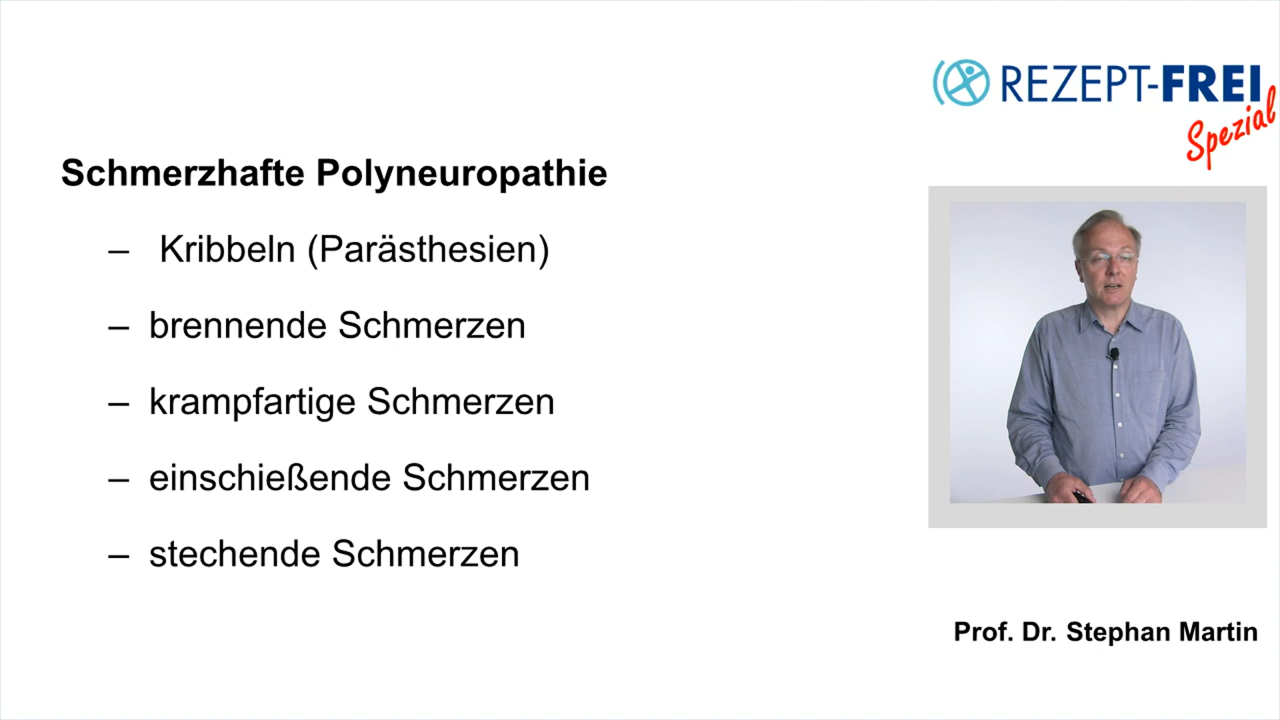 REZEPT-FREI
Spezial
Schmerzhafte Polyneuropathie
– Kribbeln (Parästhesien)
– brennende Schmerzen
– krampfartige Schmerzen
– einschießende Schmerzen
– stechende Schmerzen
Prof. Dr. Stephan Martin